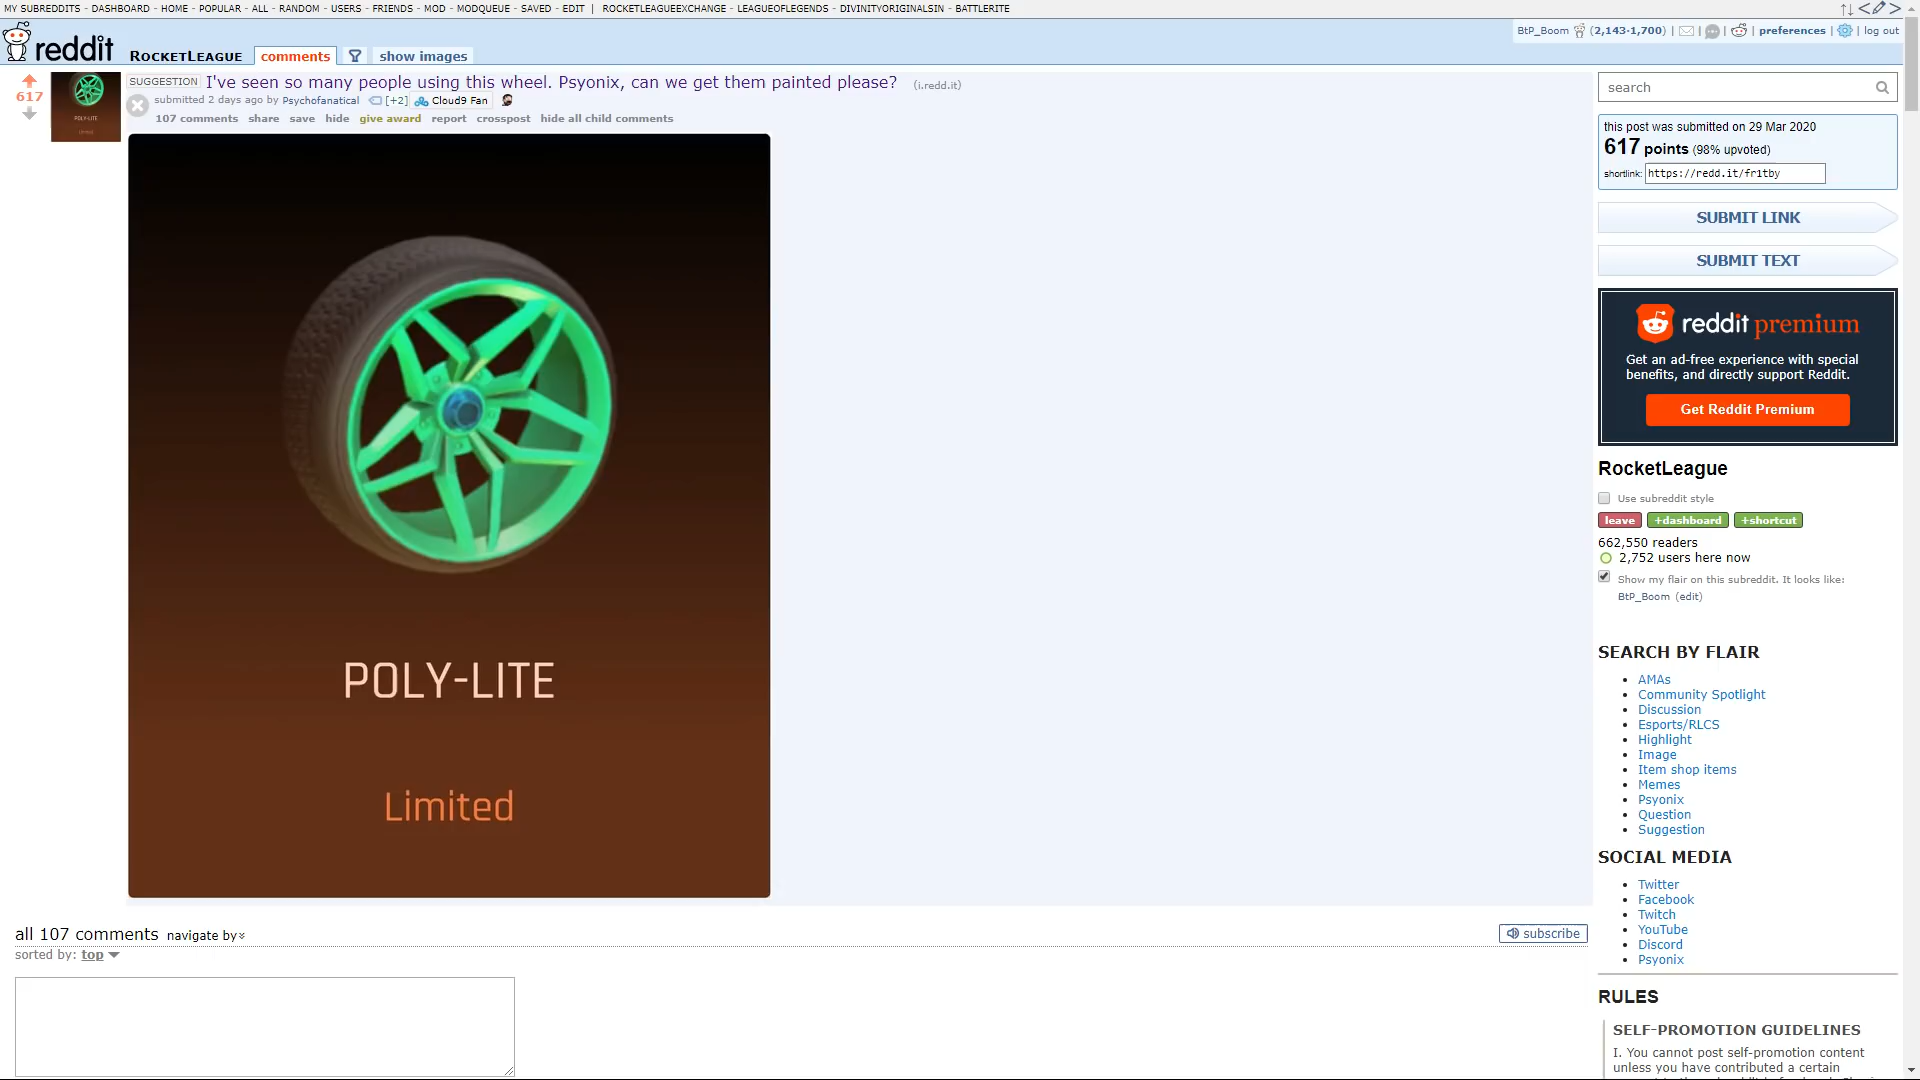 MY SUBREDDITS - DASHBOARD - HOME - POPULAR - ALL - RANDOM - USERS - FRIENDS - MOD - MODQUEUE - SAVED - EDIT | ROCKETLEAGUEEXCHANGE - LEAGUEOFLEGENDS - DIVINITYORIGINALSIN - BATTLERITE
BtP_Boom (2,143·1,700) | | | | preferences | | log out
reddit ROCKETLEAGUE comments show images
617
POLY-LITE
SUGGESTION I've seen so many people using this wheel. Psyonix, can we get them painted please? (i.redd.it)
submitted 2 days ago by Psychofanatical [+2] Cloud9 Fan
107 comments share save hide give award report crosspost hide all child comments
POLY-LITE
Limited
all 107 comments navigate by
subscribe
sorted by: top
search
this post was submitted on 29 Mar 2020
617 points (98% upvoted)
shortlink: https://redd.it/fr1tby
SUBMIT LINK
SUBMIT TEXT
reddit premium
Get an ad-free experience with special
benefits, and directly support Reddit.
Get Reddit Premium
RocketLeague
Use subreddit style
leave +dashboard +shortcut
662,550 readers
2,752 users here now
Show my flair on this subreddit. It looks like:
BtP_Boom (edit)
SEARCH BY FLAIR
AMAs
Community Spotlight
Discussion
Esports/RLCS
Highlight
Image
Item shop items
Memes
Psyonix
Question
Suggestion
SOCIAL MEDIA
Twitter
Facebook
Twitch
YouTube
Discord
Psyonix
RULES
SELF-PROMOTION GUIDELINES
I. You cannot post self-promotion content
unless you have contributed a certain